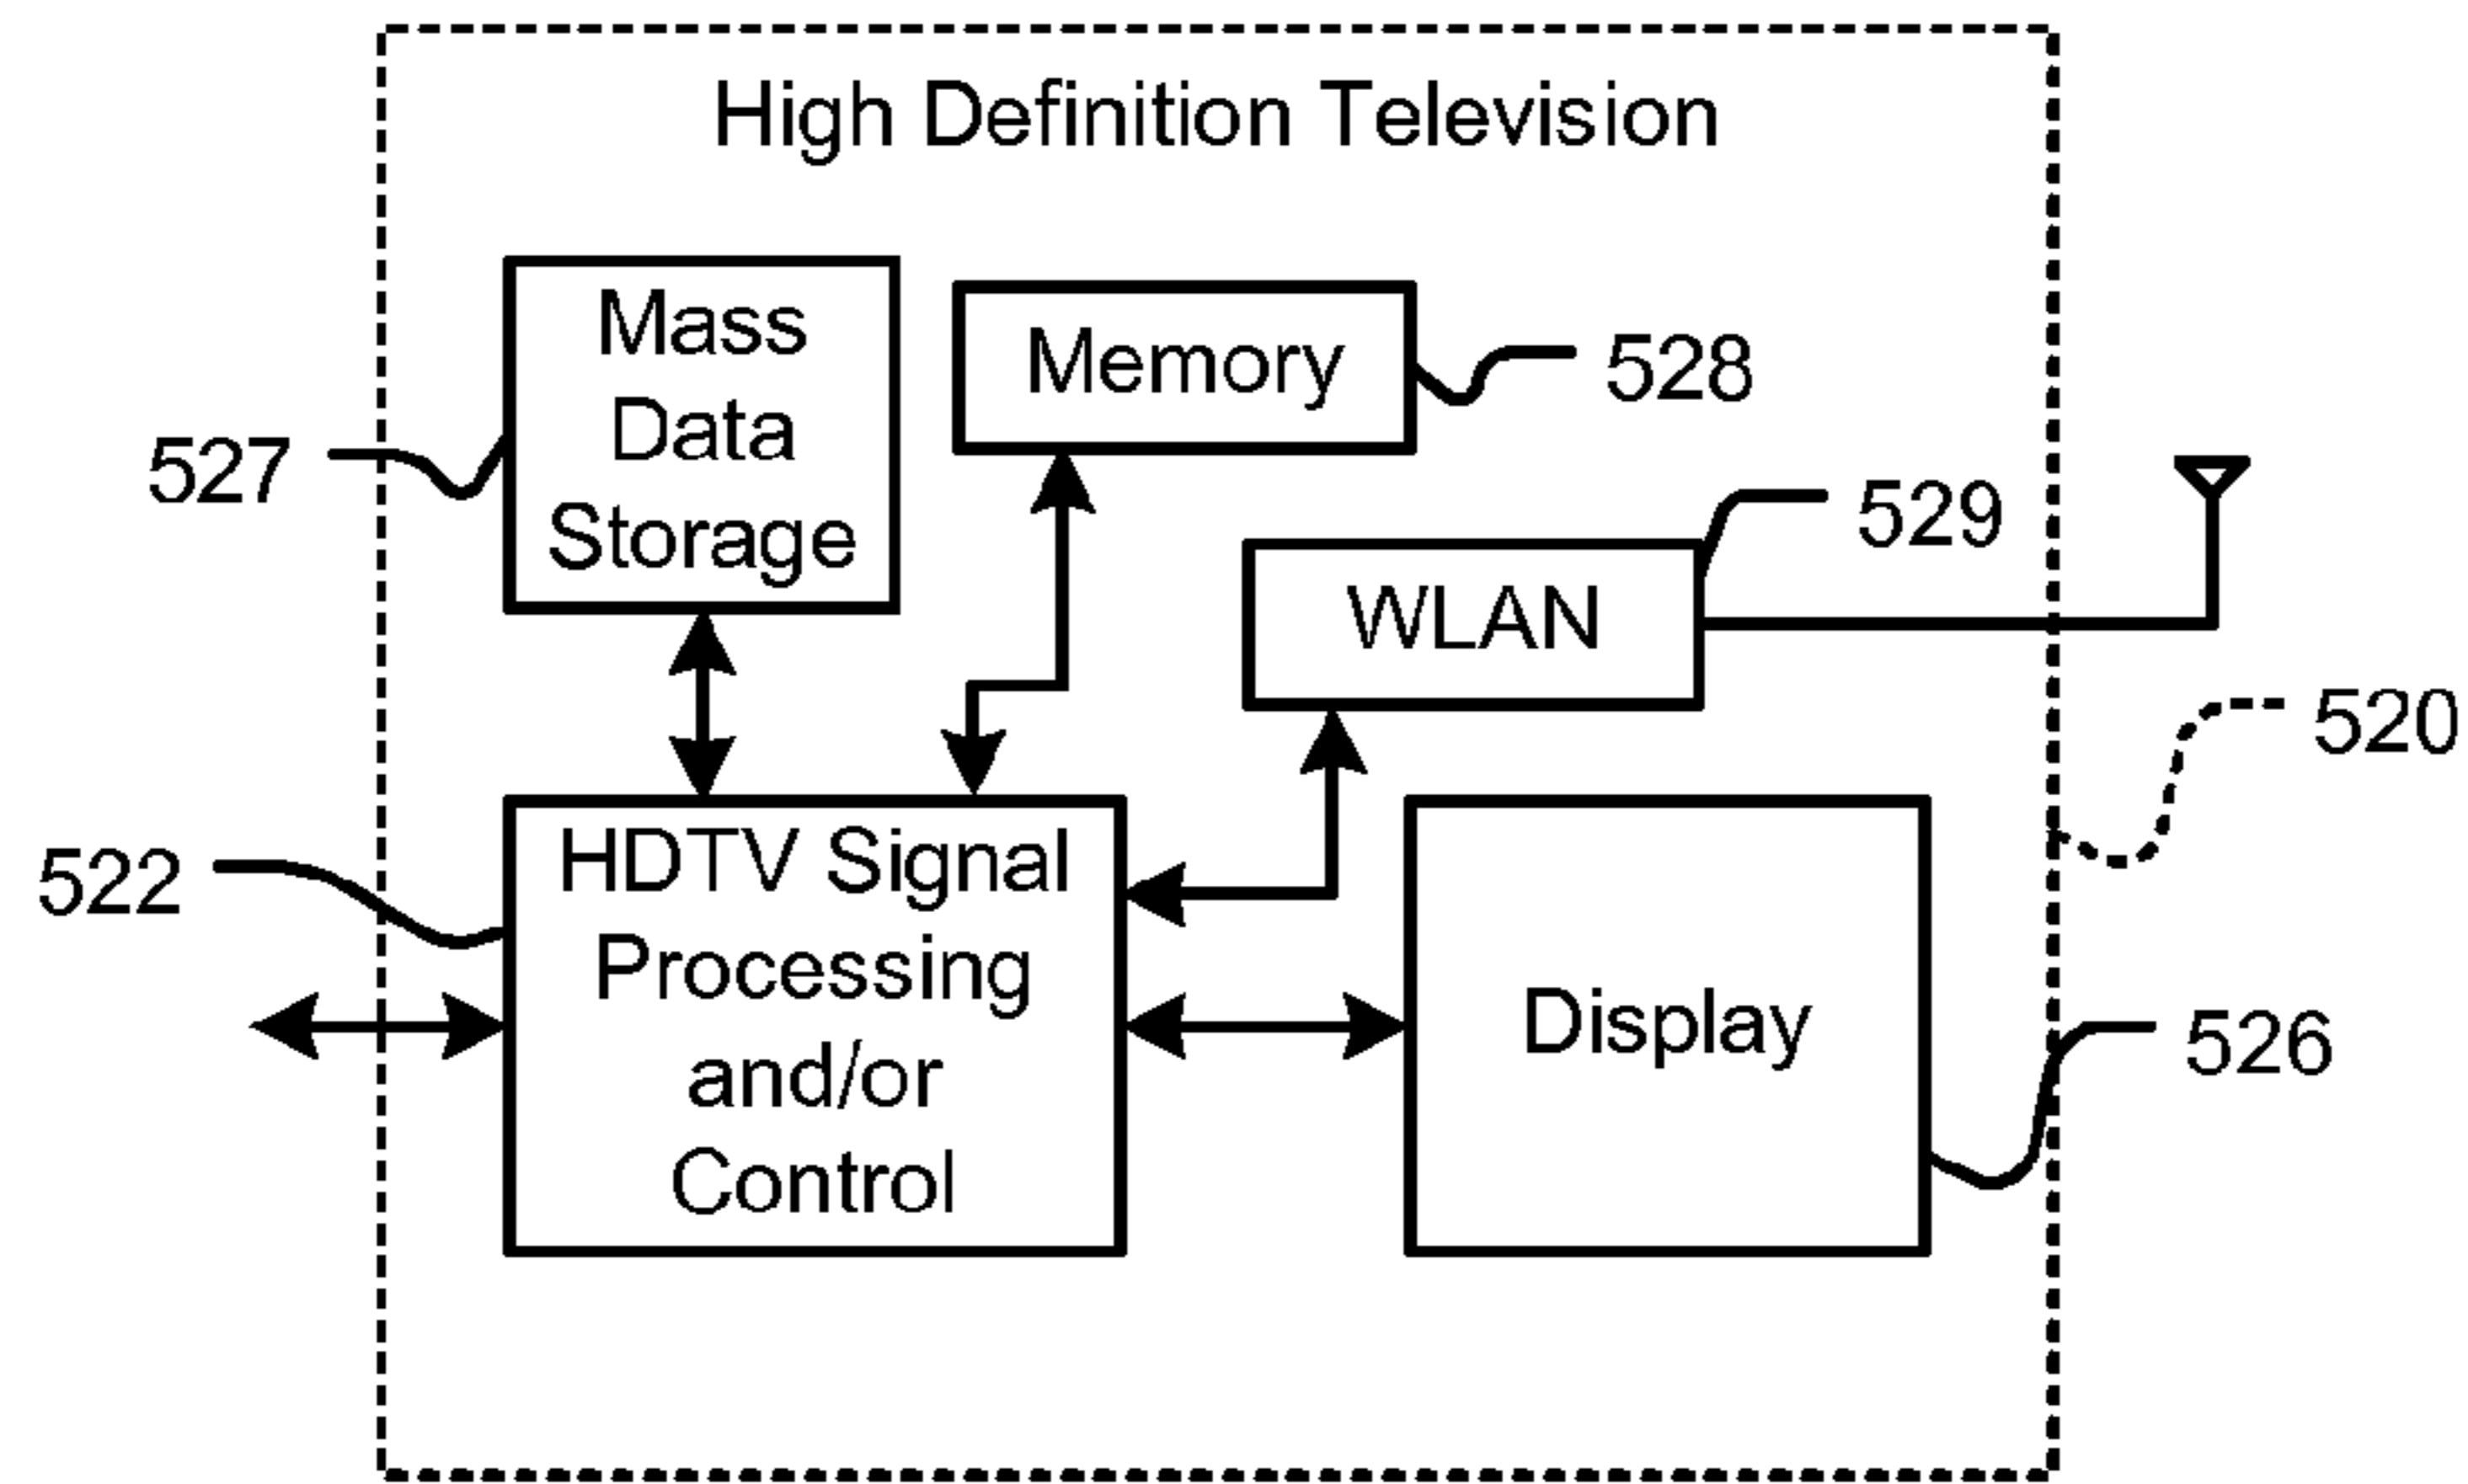 High Definition Television
Mass
Data
Storage
527
Memory
528
WLAN
529
520
HDTV Signal
Processing
and/or
Control
522
Display
526